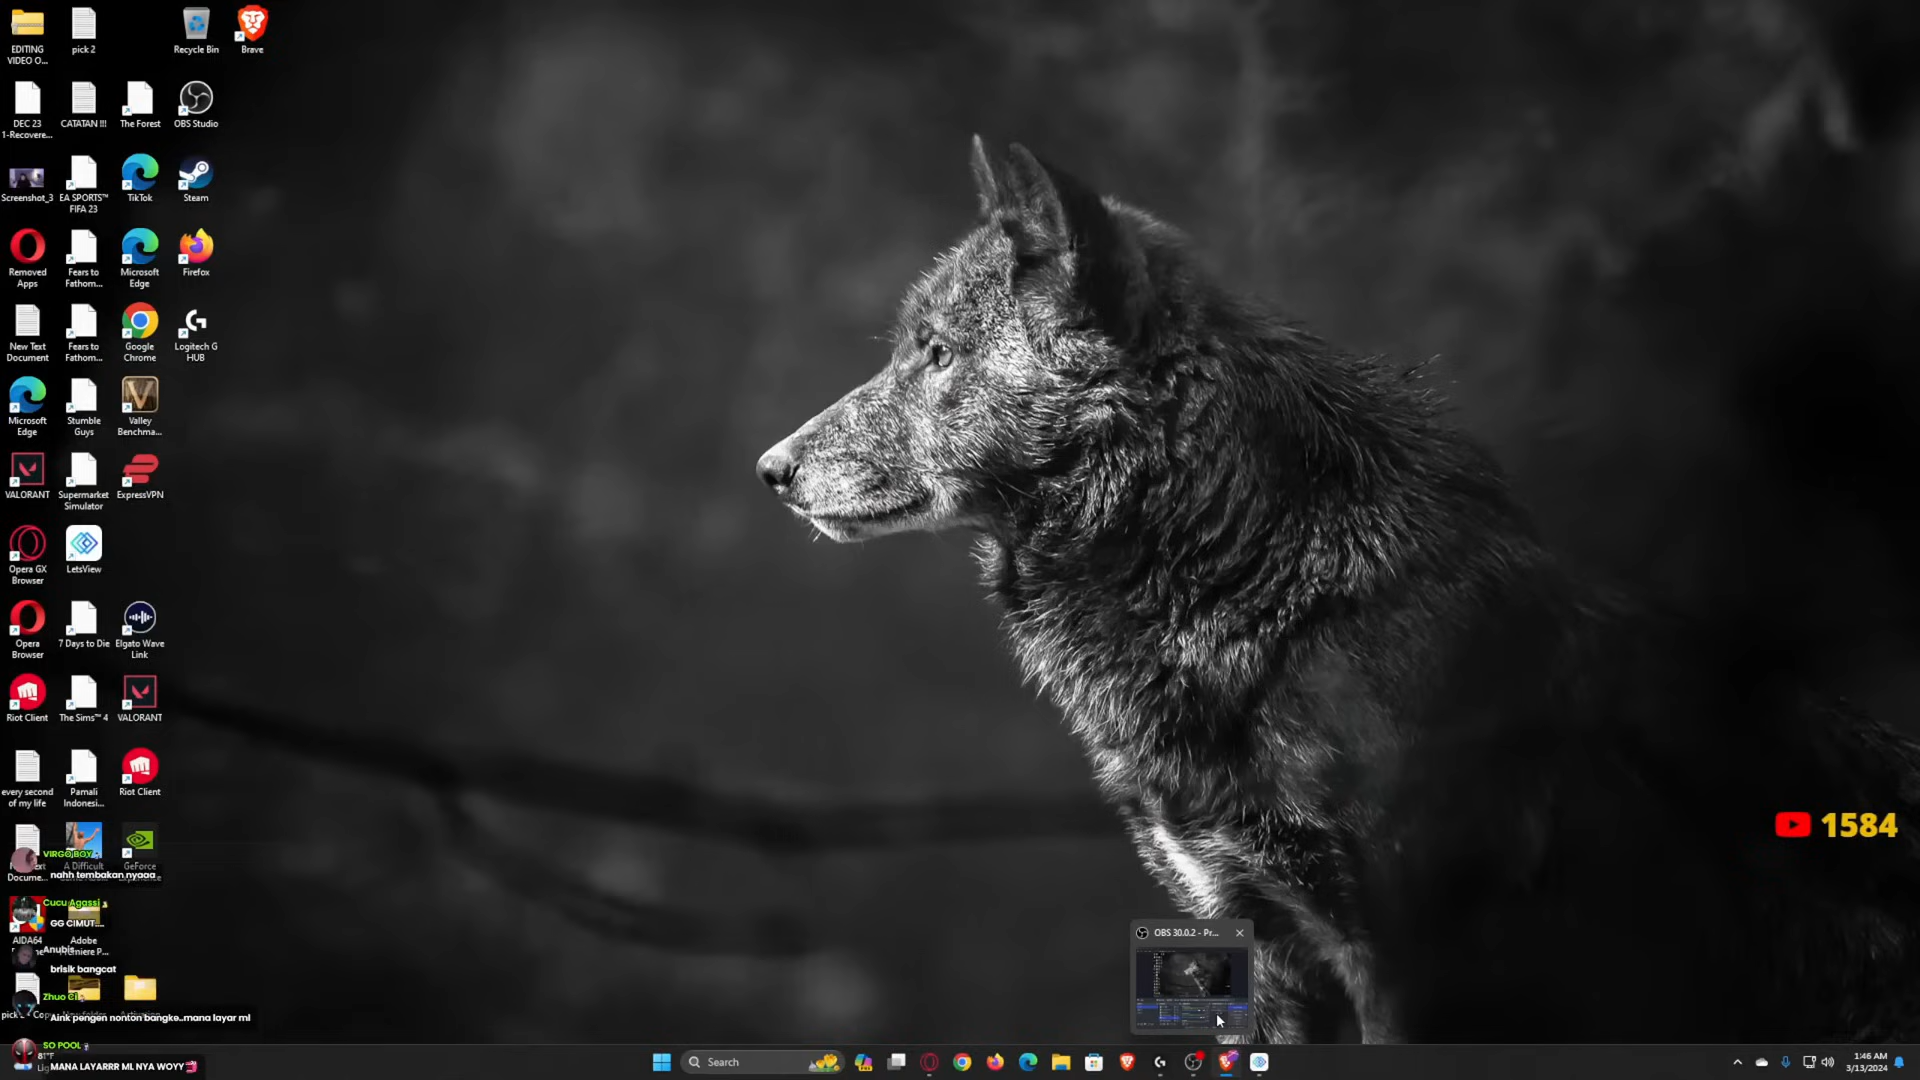 EDITING
VIDEO O...
pick 2
Recycle Bin
Brave
DEC 23
1-Recovere...
CATATAN !!!
The Forest
OBS Studio
Screenshot_3
EA SPORTS™
FIFA 23
TikTok
Steam
Removed
Apps
Fears to
Fathom...
Microsoft
Edge
Firefox
New Text
Document
Fears to
Fathom...
Google
Chrome
Logitech G
HUB
Microsoft
Edge
Stumble
Guys
Valley
Benchma...
VALORANT
Supermarket
Simulator
ExpressVPN
Opera GX
Browser
LetsView
Opera
Browser
7 Days to Die
Elgato Wave
Link
Riot Client
The Sims™ 4
VALORANT
every second
of my life
Pamali
Indonesi...
Riot Client
1584
VIRGO BOY
A Difficult
GeForce
Docume...
nahh tembakan nyaaa
Cucu Agassi
GG CIMUT....
AIDA64
Adobe
Premiere P...
Anubis
brisik bangcat
Zhuo Ci
Aink pengen nonton bangke..mana layar ml
SO POOL
MANA LAYARRR ML NYA WOYY
81°F
OBS 30.0.2 - Pr...
Search
1:46 AM
3/13/2024